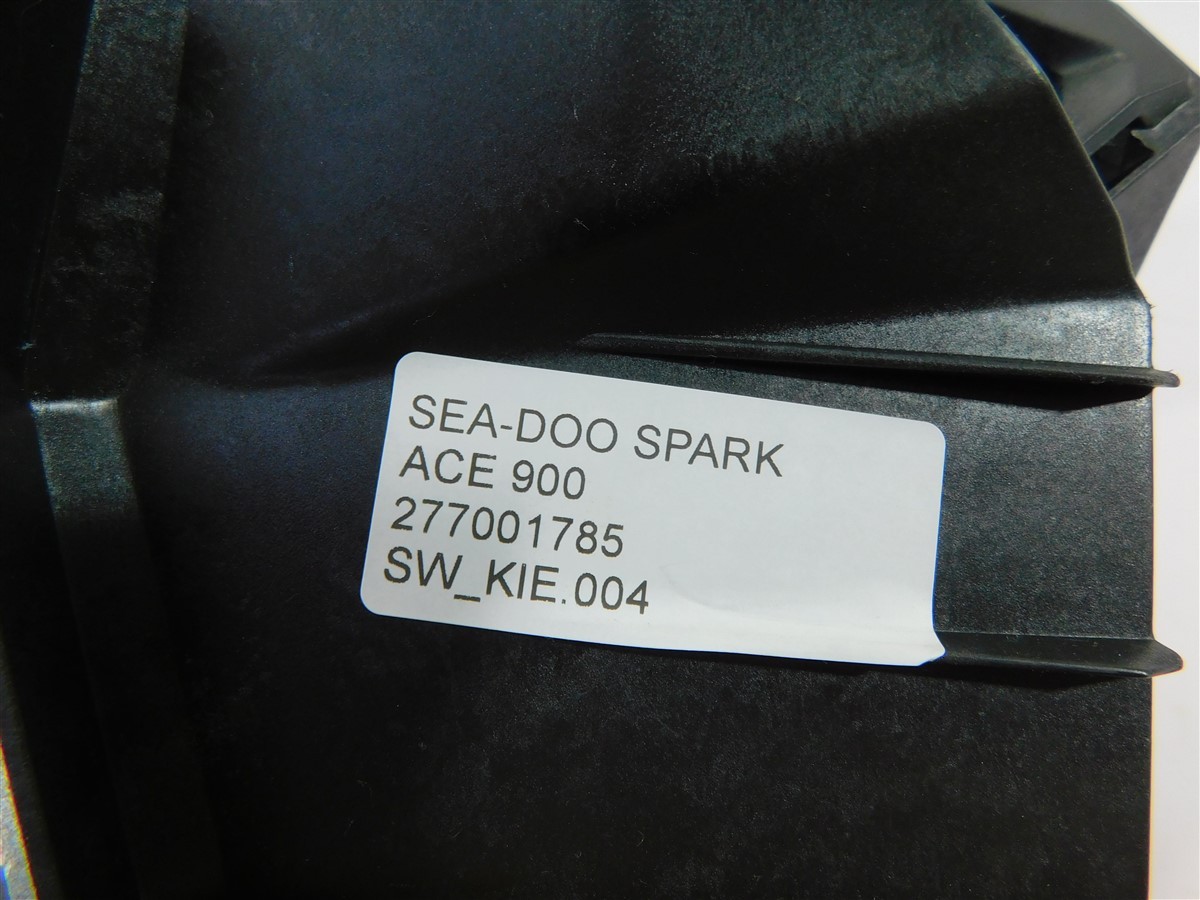 SEA-DOO SPARK
ACE 900
277001785
SW_KIE.004